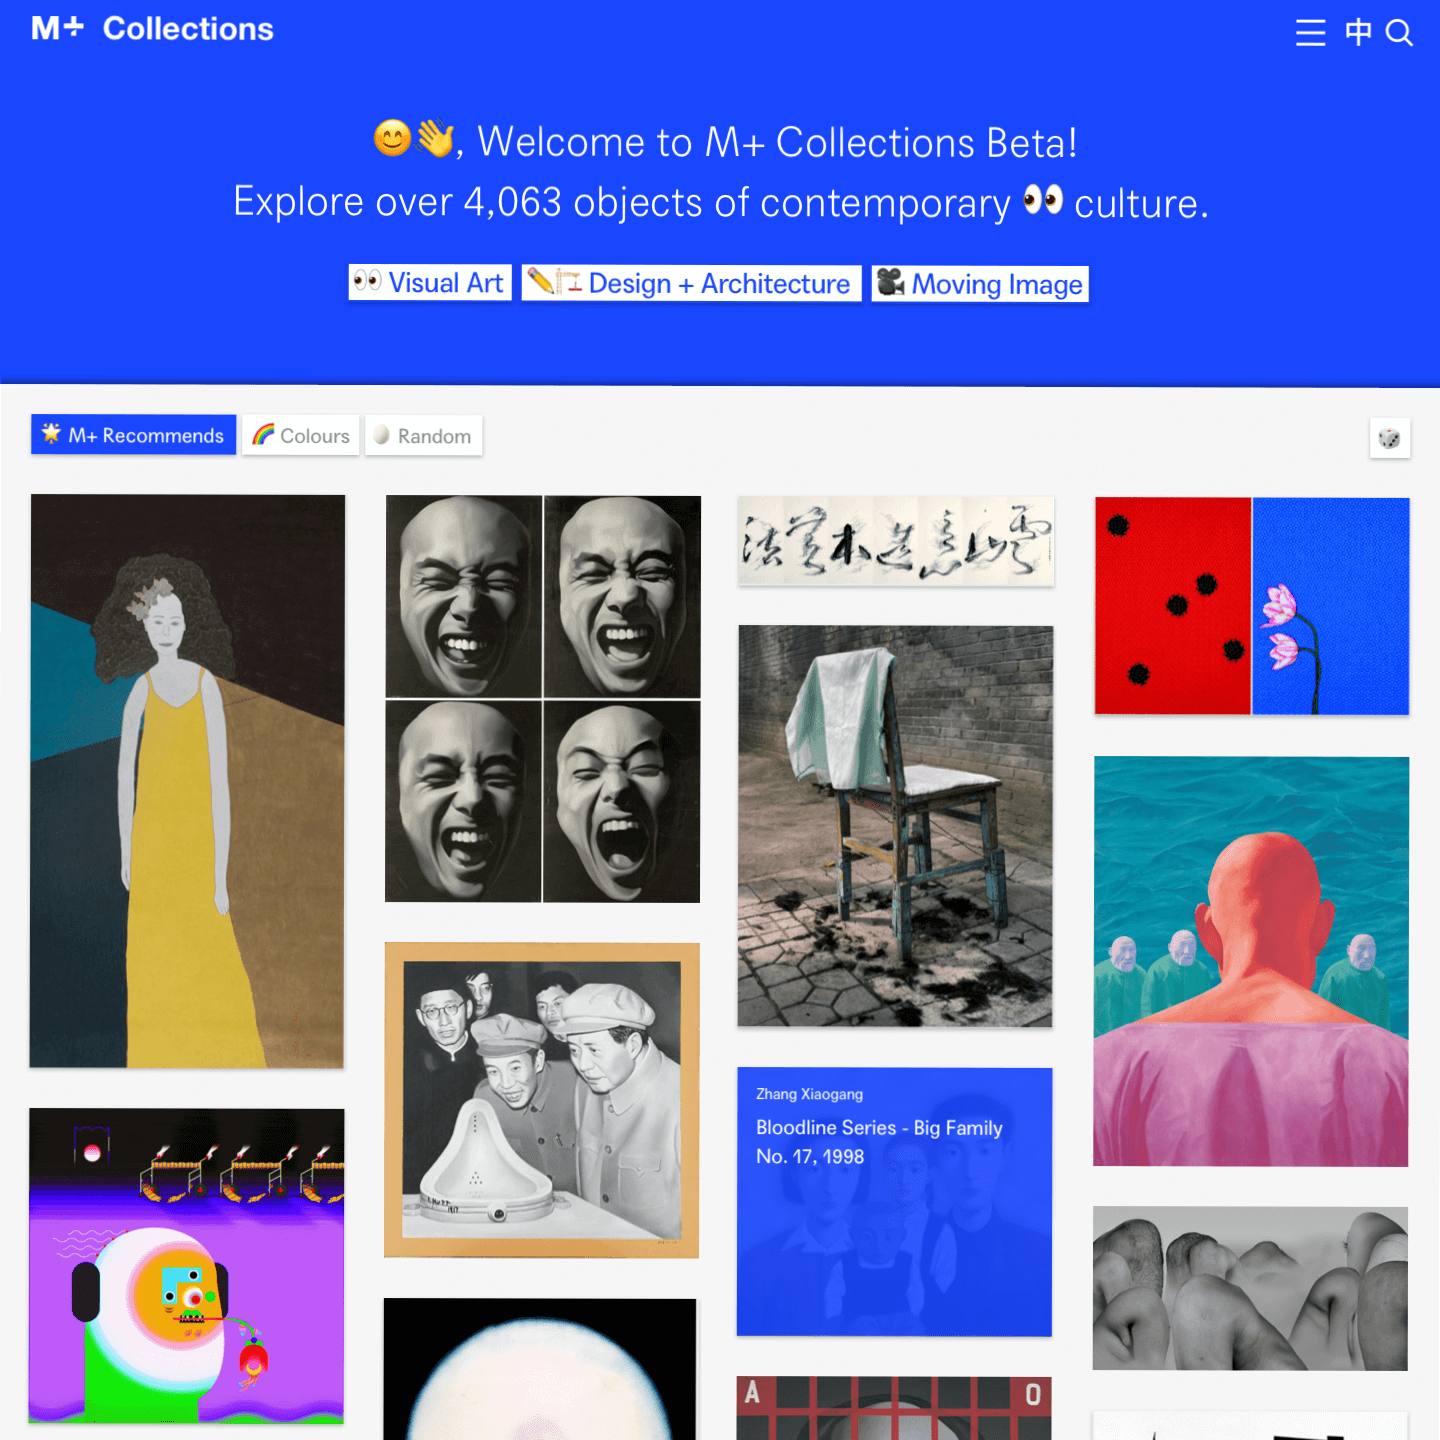 M+ Collections
中
😊👋, Welcome to M+ Collections Beta!
Explore over 4,063 objects of contemporary 👀 culture.
👀 Visual Art
✏️🏗️ Design + Architecture
🎥 Moving Image
🌟 M+ Recommends
🌈 Colours
🥚 Random
Zhang Xiaogang
Bloodline Series - Big Family
No. 17, 1998
A
O